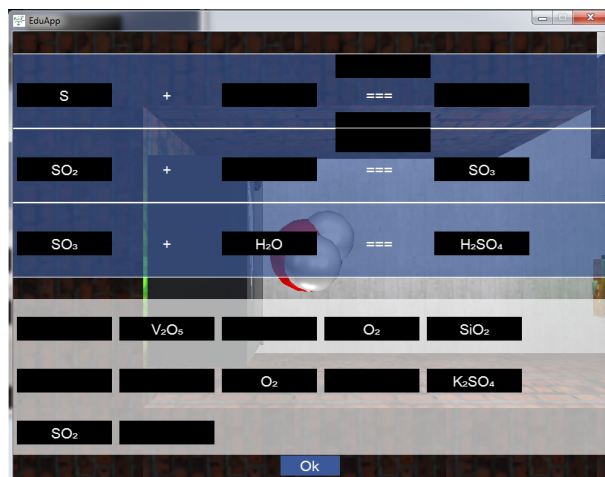 EduApp
S + ===
SO₂ + === SO₃
SO₃ + H₂O === H₂SO₄
V₂O₅ O₂ SiO₂
O₂ K₂SO₄
SO₂
Ok